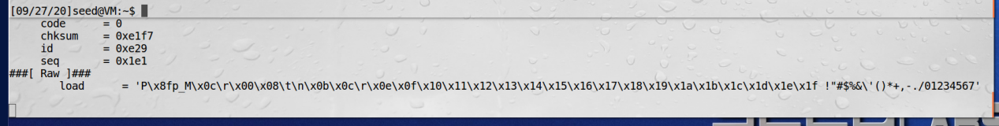 [09/27/20]seed@VM:~$
code = 0
chksum = 0xe1f7
id = 0xe29
seq = 0x1e1
###[ Raw ]###
load = 'P\x8fp_M\x0c\r\x00\x08\t\n\x0b\x0c\r\x0e\x0f\x10\x11\x12\x13\x14\x15\x16\x17\x18\x19\x1a\x1b\x1c\x1d\x1e\x1f !"#$%&\'()*+,-./01234567'